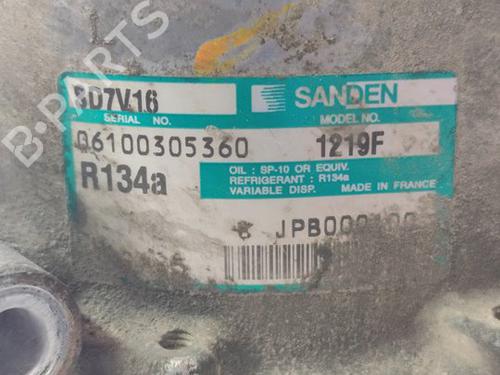 SD7V16
SANDEN
SERIAL NO.
MODEL NO.
06100305360
1219F
R134a
OIL : SP-10 OR EQUIV.
REFRIGERANT : R134a
VARIABLE DISP. MADE IN FRANCE
B-PARTS